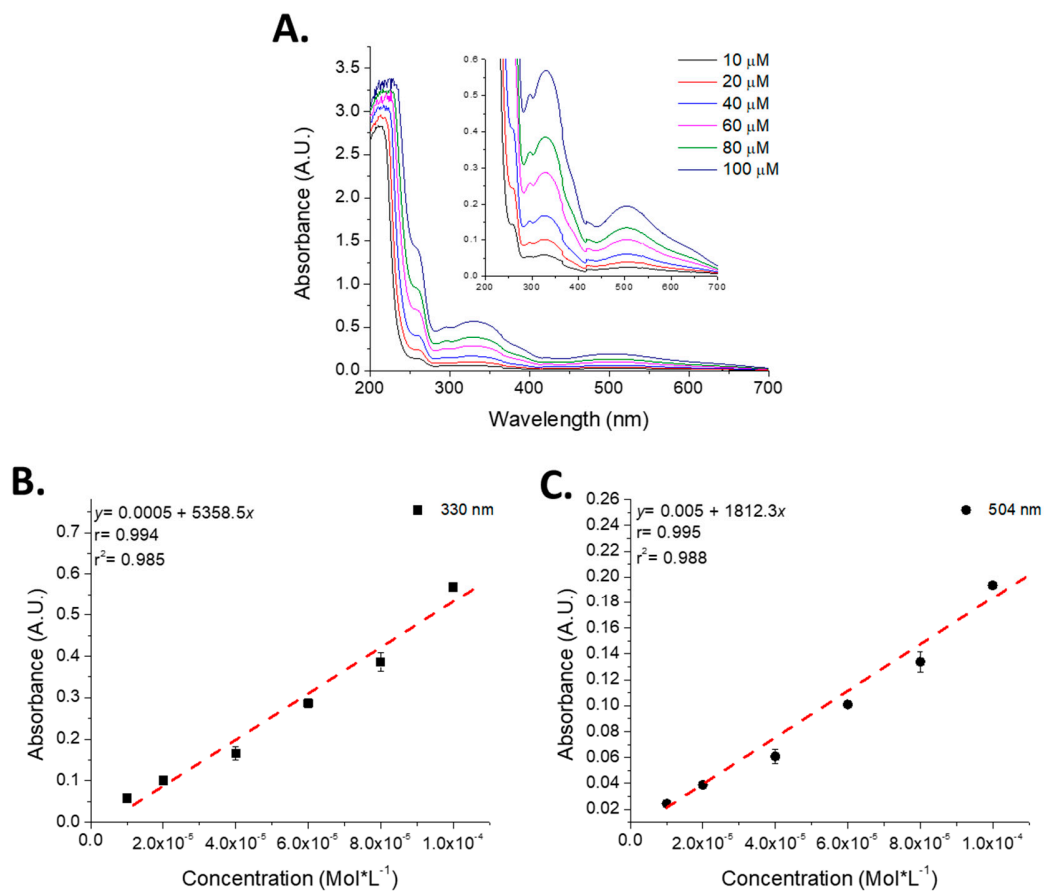 A.
Absorbance (A.U.)
3.5
3.0
2.5
2.0
1.5
1.0
0.5
0.0
200 300 400 500 600 700
Wavelength (nm)
0.6
0.5
0.4
0.3
0.2
0.1
0.0
200 300 400 500 600 700
10 μM
20 μM
40 μM
60 μM
80 μM
100 μM
B.
y= 0.0005 + 5358.5x
r= 0.994
r²= 0.985
330 nm
Absorbance (A.U.)
0.7
0.6
0.5
0.4
0.3
0.2
0.1
0.0
0.0 2.0x10⁻⁵ 4.0x10⁻⁵ 6.0x10⁻⁵ 8.0x10⁻⁵ 1.0x10⁻⁴
Concentration (Mol*L⁻¹)
C.
y= 0.005 + 1812.3x
r= 0.995
r²= 0.988
504 nm
Absorbance (A.U.)
0.26
0.24
0.22
0.20
0.18
0.16
0.14
0.12
0.10
0.08
0.06
0.04
0.02
0.0 2.0x10⁻⁵ 4.0x10⁻⁵ 6.0x10⁻⁵ 8.0x10⁻⁵ 1.0x10⁻⁴
Concentration (Mol*L⁻¹)